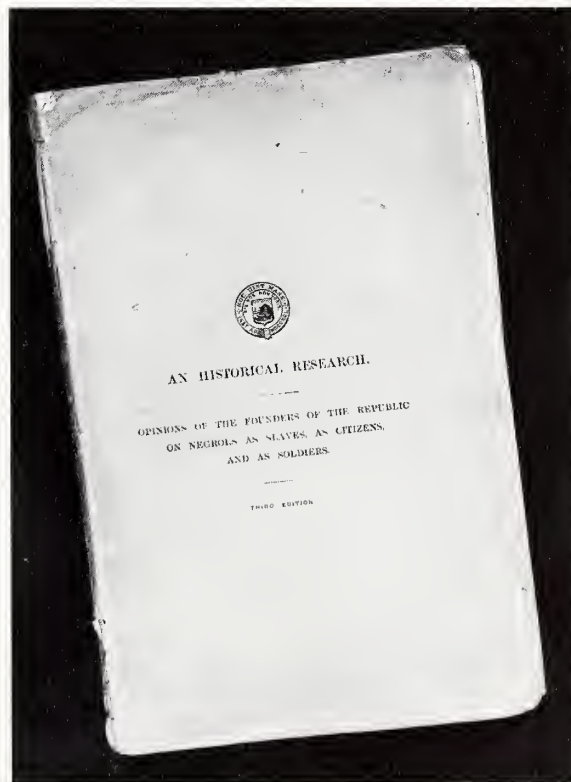 AN HISTORICAL RESEARCH.
OPINIONS OF THE FOUNDERS OF THE REPUBLIC
ON NEGROES AS SLAVES, AS CITIZENS,
AND AS SOLDIERS.
THIRD EDITION